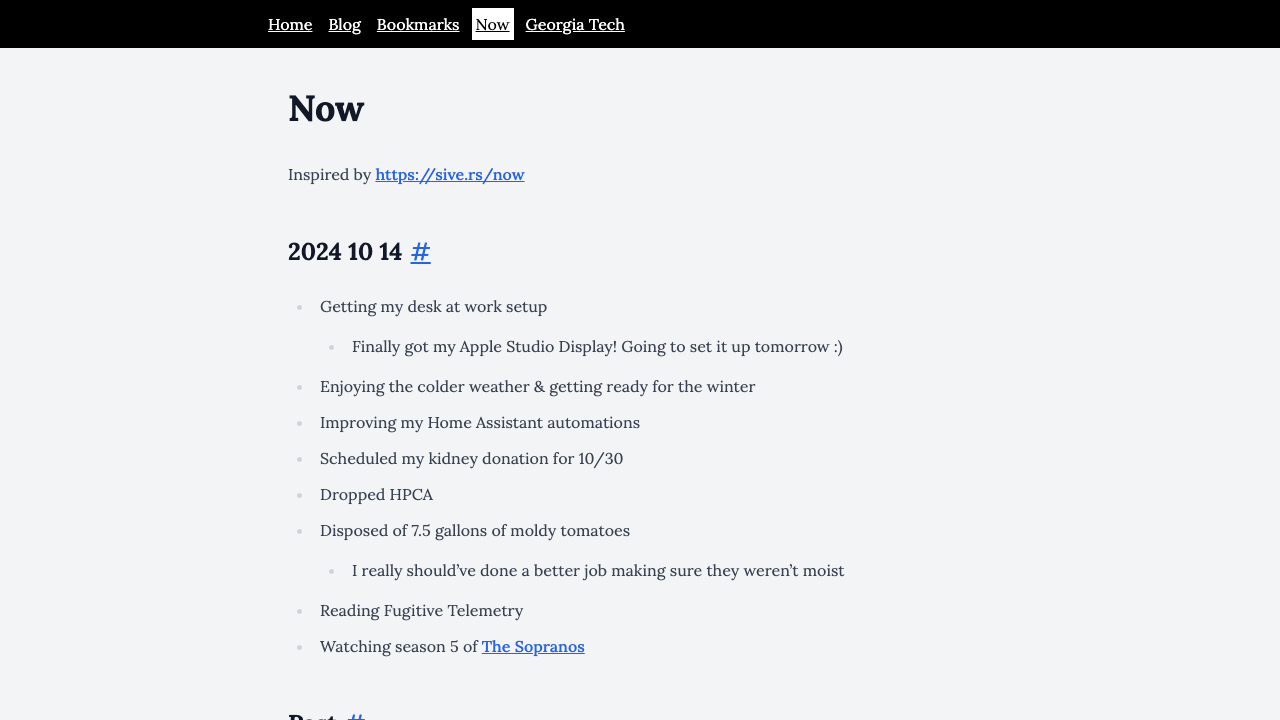 Home Blog Bookmarks Now Georgia Tech
Now
Inspired by https://sive.rs/now
2024 10 14 #
Getting my desk at work setup
Finally got my Apple Studio Display! Going to set it up tomorrow :)
Enjoying the colder weather & getting ready for the winter
Improving my Home Assistant automations
Scheduled my kidney donation for 10/30
Dropped HPCA
Disposed of 7.5 gallons of moldy tomatoes
I really should’ve done a better job making sure they weren’t moist
Reading Fugitive Telemetry
Watching season 5 of The Sopranos
Past #